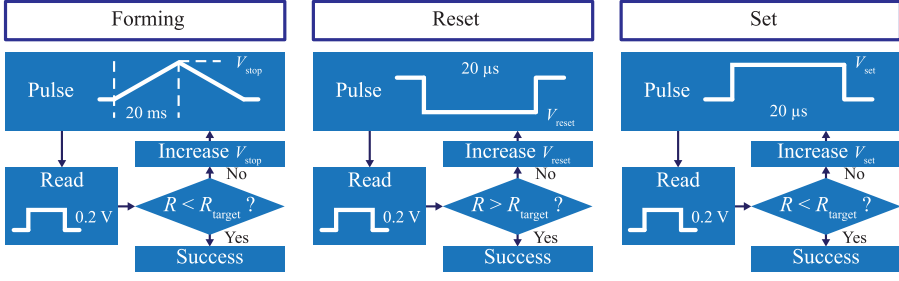 Forming
Pulse
V_stop
20 ms
Increase V_stop
No
Read
0.2 V
R < R_target ?
Yes
Success
Reset
20 µs
Pulse
V_reset
Increase V_reset
No
Read
0.2 V
R > R_target ?
Yes
Success
Set
V_set
Pulse
20 µs
Increase V_set
No
Read
0.2 V
R < R_target ?
Yes
Success